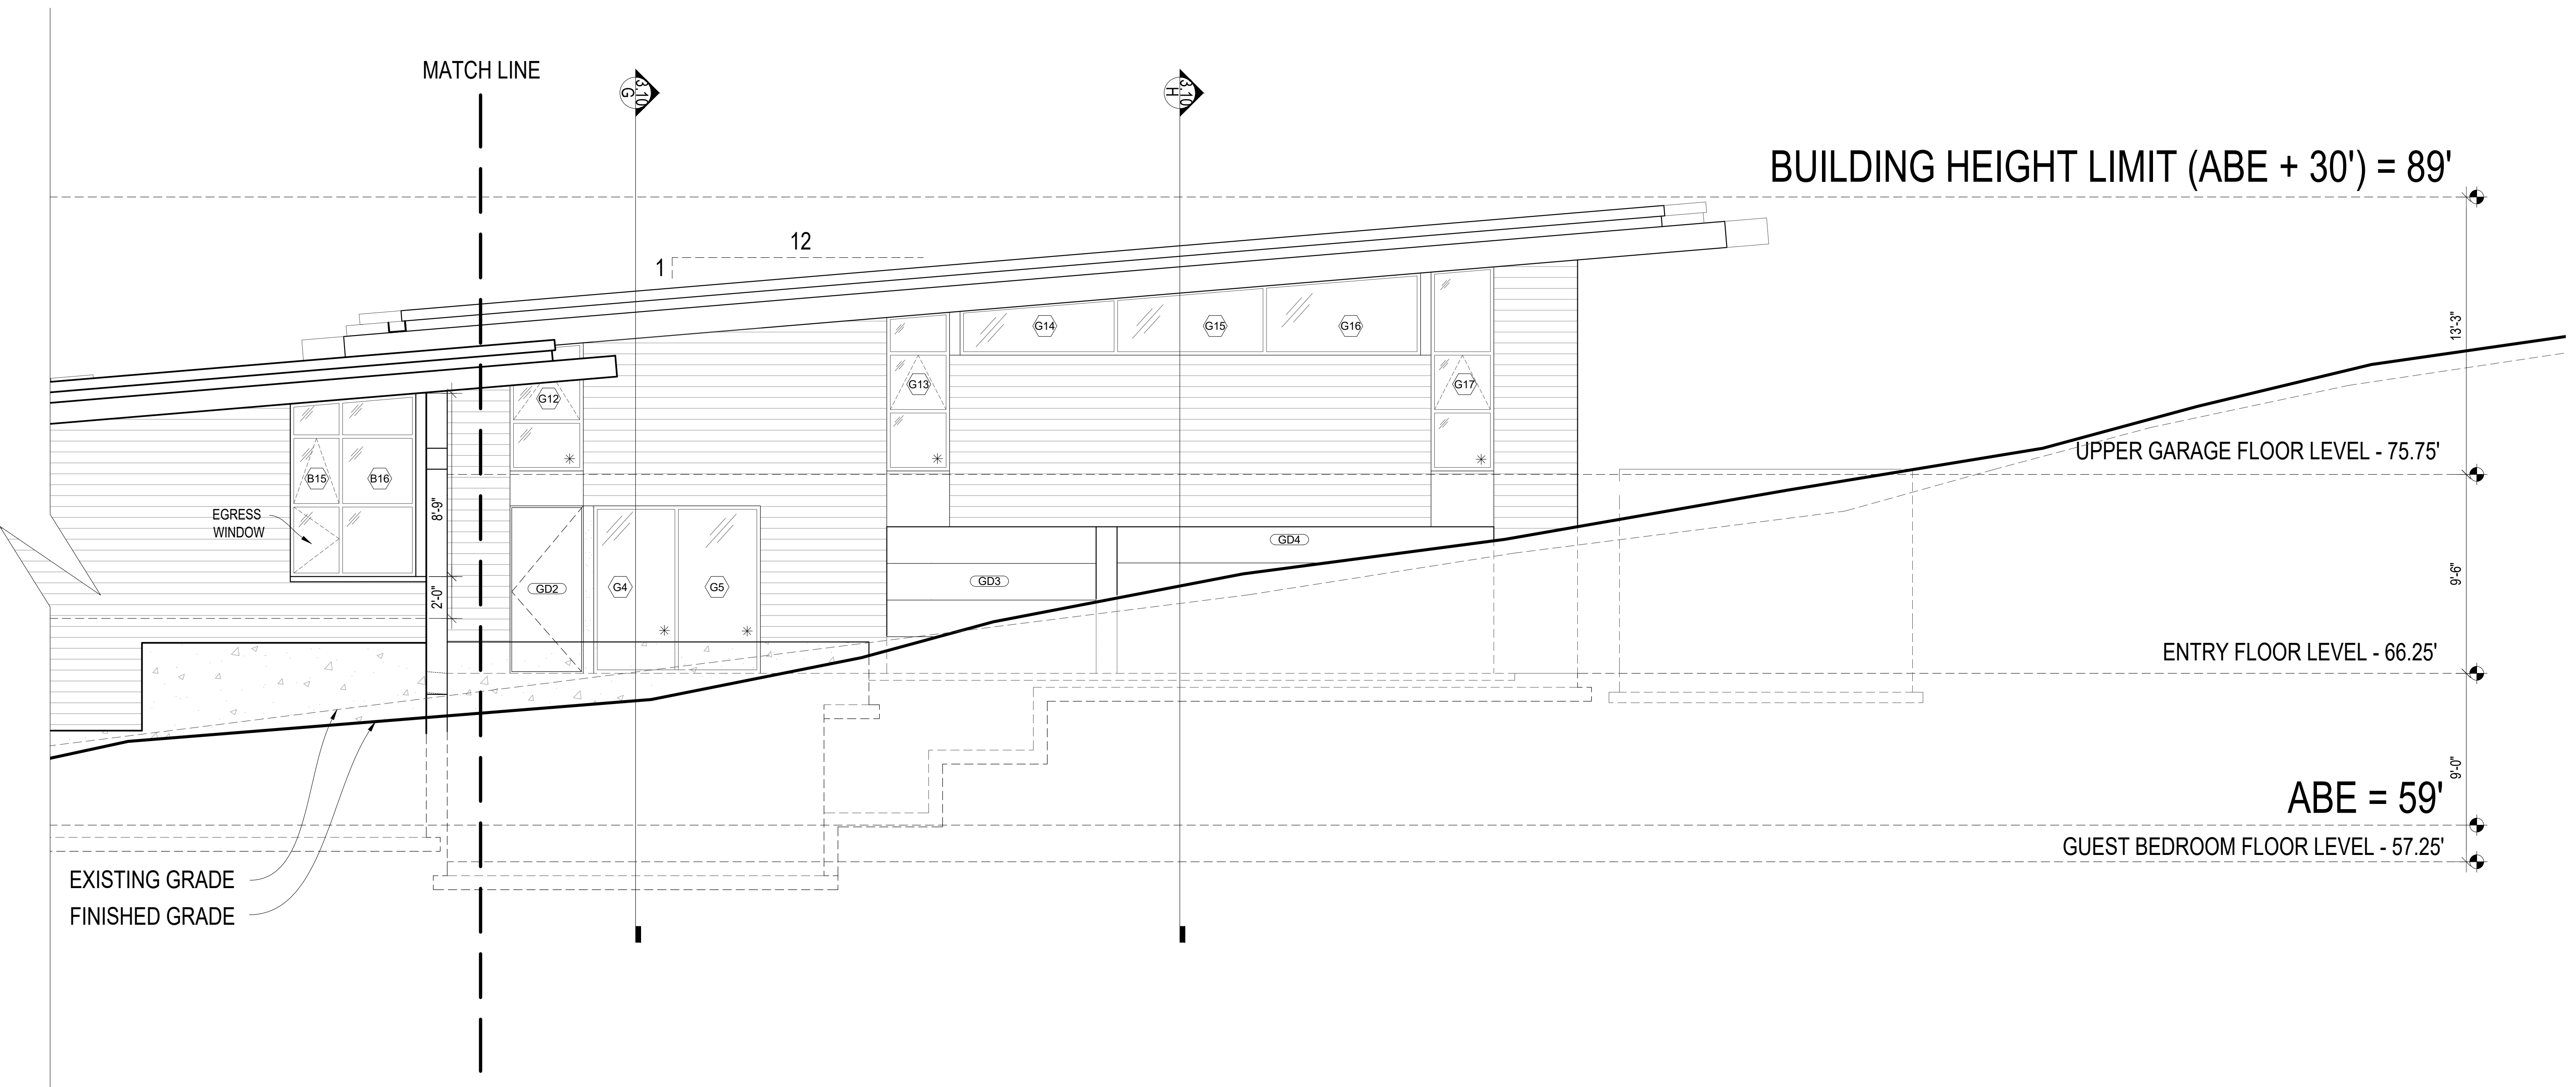 MATCH LINE
3.10
G
3.10
H
BUILDING HEIGHT LIMIT (ABE + 30') = 89'
12
1
13'-3"
G14
G15
G16
G12
G13
G17
UPPER GARAGE FLOOR LEVEL - 75.75'
B15
B16
8'-9"
EGRESS
WINDOW
GD4
GD3
9'-6"
GD2
G4
G5
2'-0"
ENTRY FLOOR LEVEL - 66.25'
9'-0"
ABE = 59'
GUEST BEDROOM FLOOR LEVEL - 57.25'
EXISTING GRADE
FINISHED GRADE